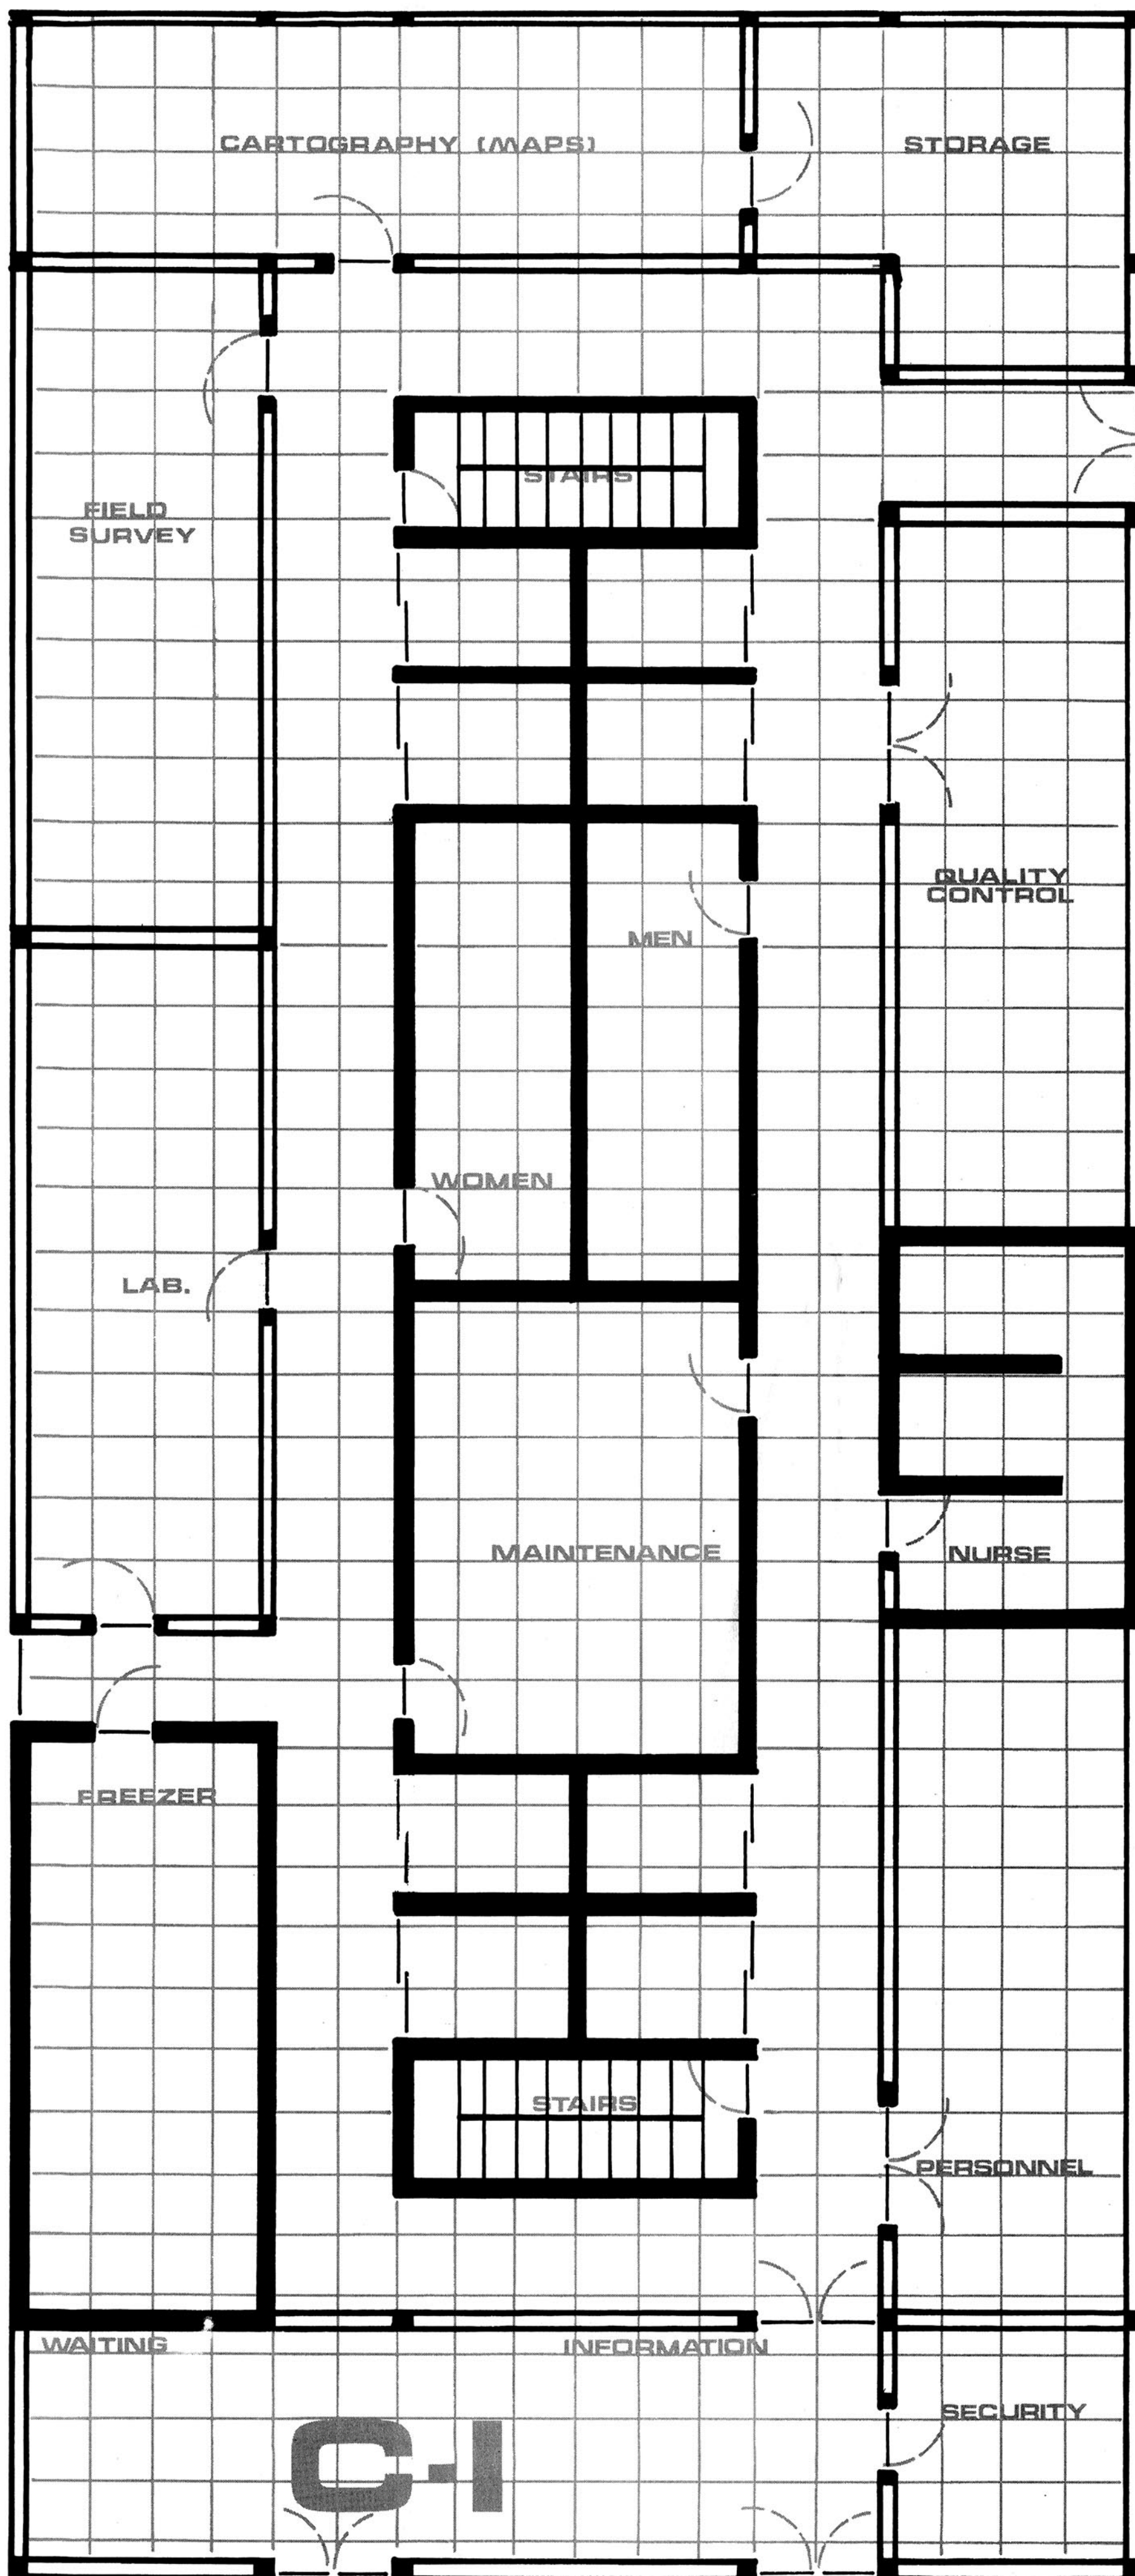 CARTOGRAPHY (MAPS)
STORAGE
STAIRS
FIELD
SURVEY
QUALITY
CONTROL
MEN
WOMEN
LAB.
MAINTENANCE
NURSE
FREEZER
STAIRS
PERSONNEL
WAITING
INFORMATION
SECURITY
C-1